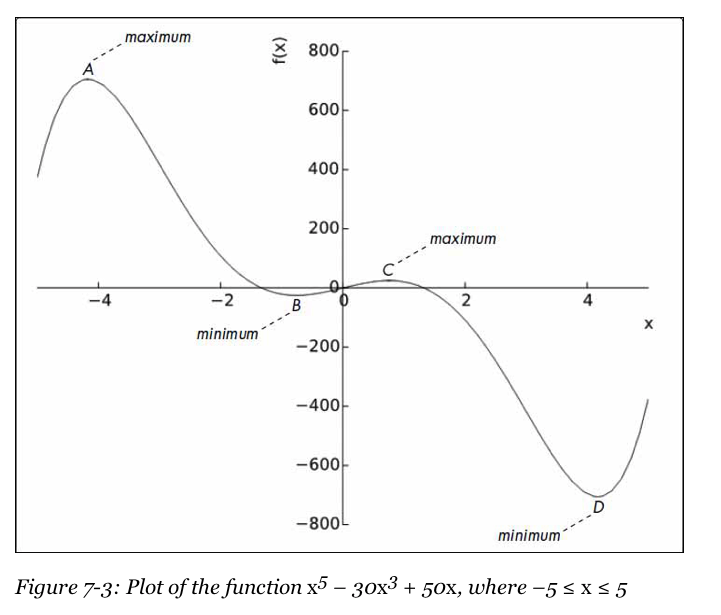 maximum
f(x)
800
A
600
400
200
maximum
C
0
−4
−2
0
2
4
B
x
minimum
−200
−400
−600
D
−800
minimum
Figure 7-3: Plot of the function x⁵ − 30x³ + 50x, where −5 ≤ x ≤ 5